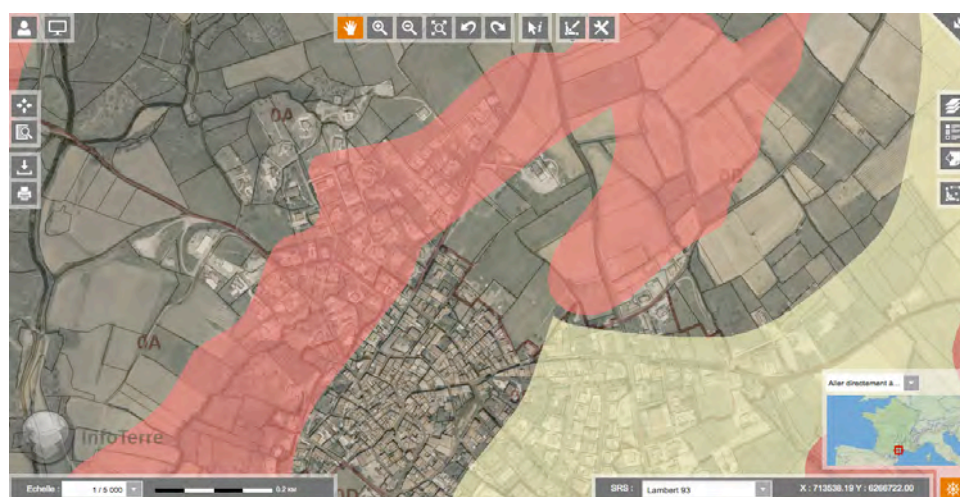 0A
0A
InfoTerre
Aller directement à...
Echelle :
1 / 5 000
0.2 KM
SRS :
Lambert 93
X : 713538.19 Y : 6266722.00